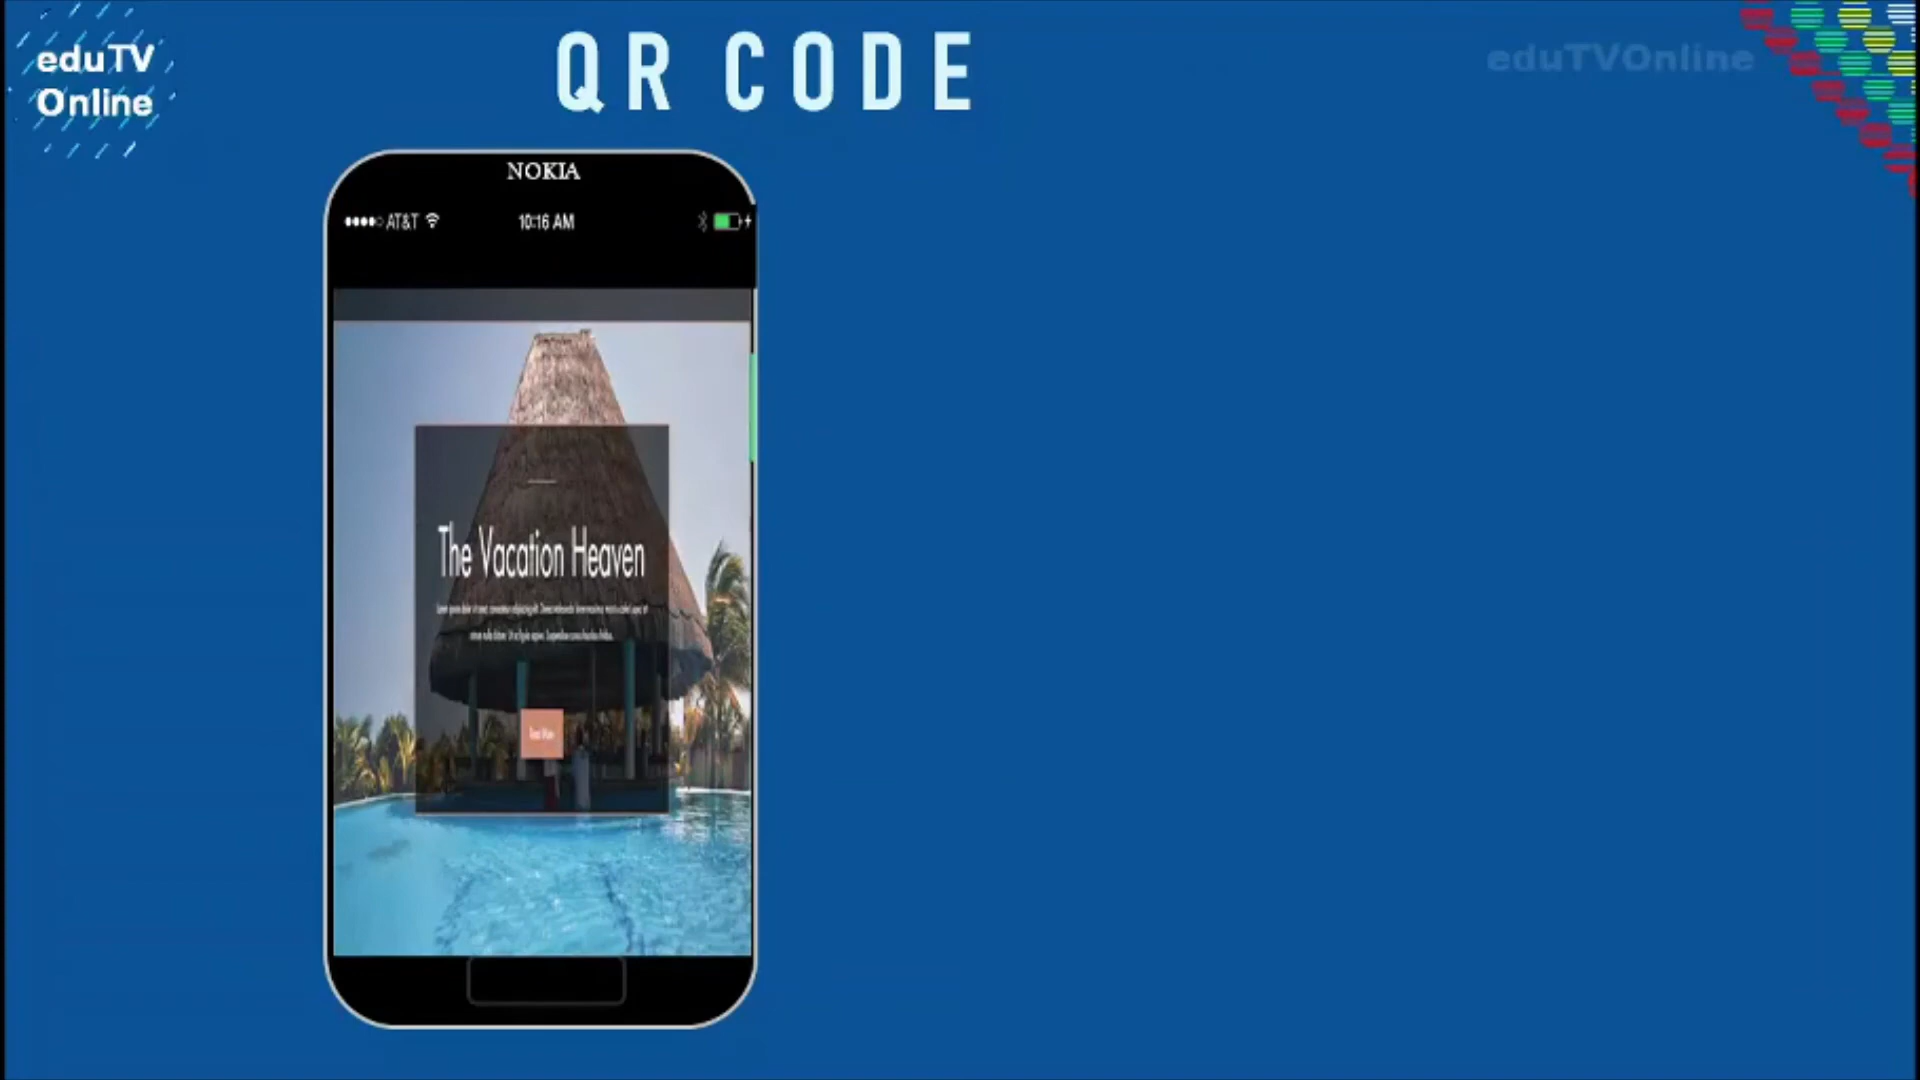 eduTV
Online
QR CODE
eduTVOnline
NOKIA
AT&T
10:16 AM
The Vacation Heaven